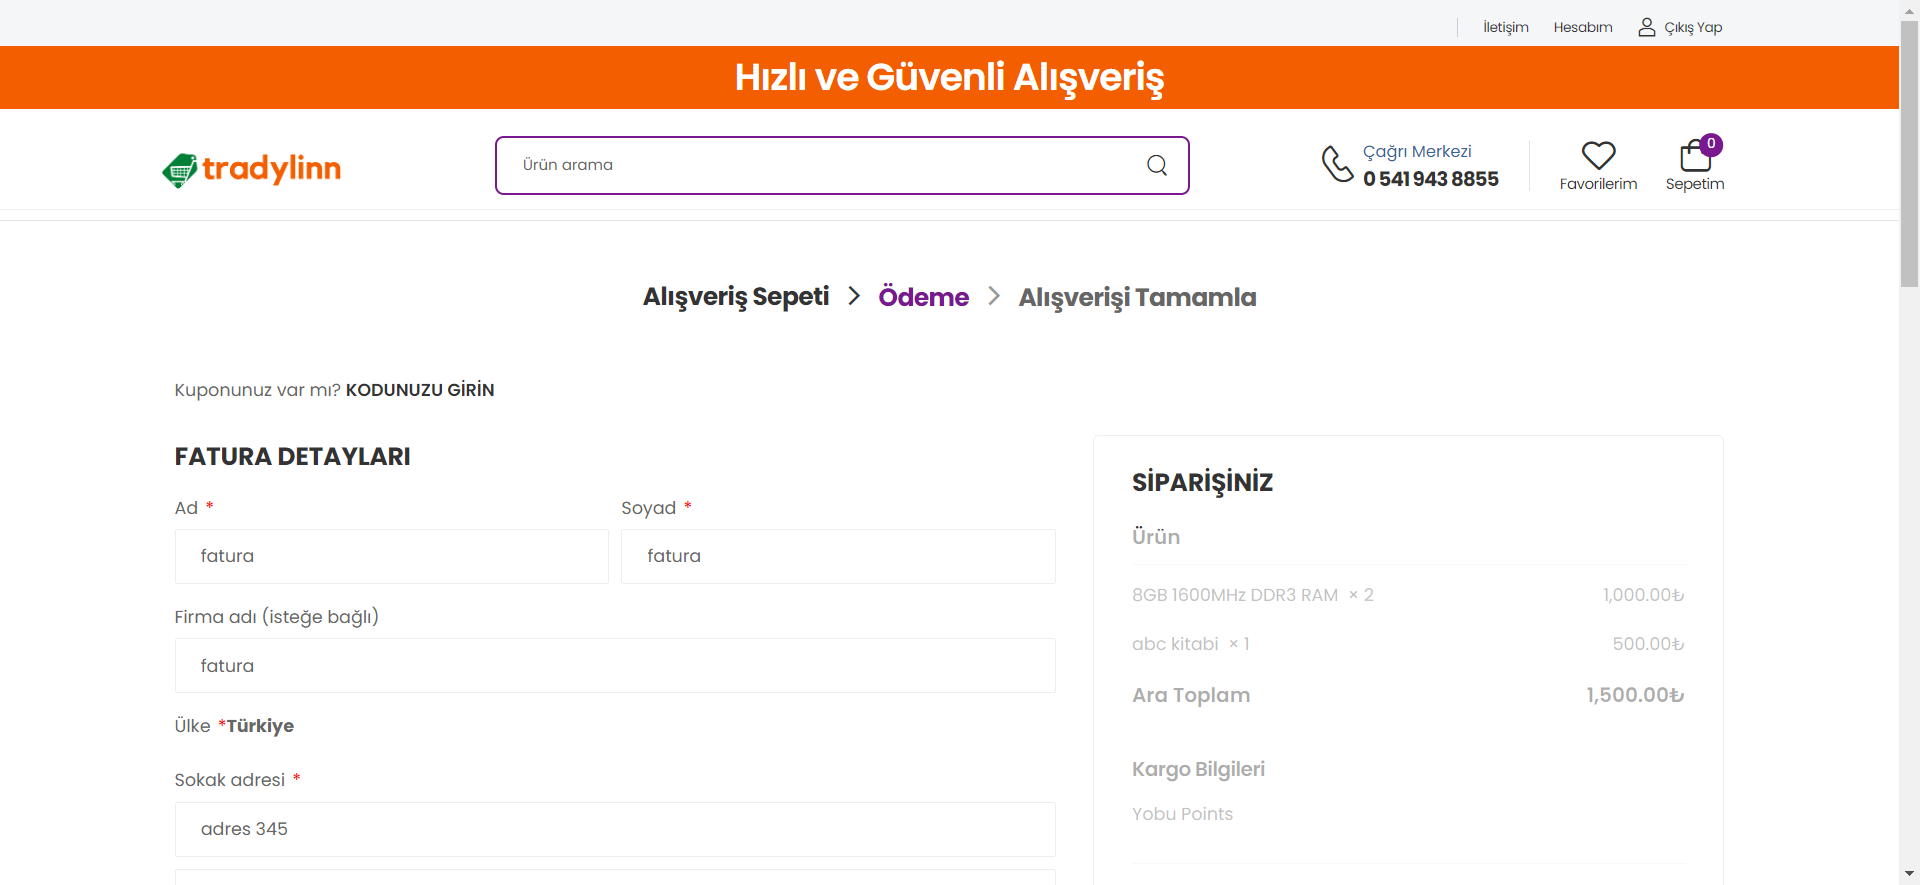 İletişim Hesabım Çıkış Yap
Hızlı ve Güvenli Alışveriş
tradylinn
Ürün arama
Çağrı Merkezi
0 541 943 8855
Favorilerim
0
Sepetim
Alışveriş Sepeti > Ödeme > Alışverişi Tamamla
Kuponunuz var mı? KODUNUZU GİRİN
FATURA DETAYLARI
Ad *
fatura
Soyad *
fatura
Firma adı (isteğe bağlı)
fatura
Ülke *Türkiye
Sokak adresi *
adres 345
SİPARİŞİNİZ
Ürün
8GB 1600MHz DDR3 RAM × 2 1,000.00₺
abc kitabi × 1 500.00₺
Ara Toplam 1,500.00₺
Kargo Bilgileri
Yobu Points